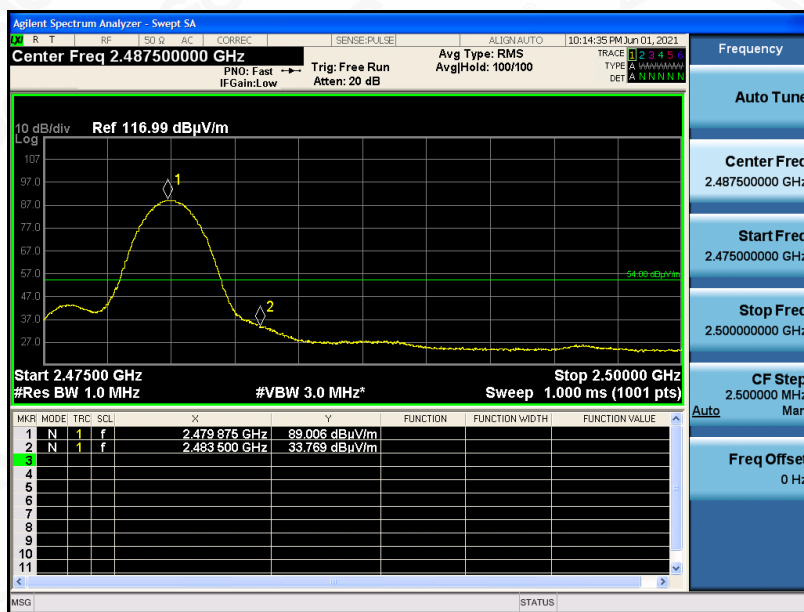 Agilent Spectrum Analyzer - Swept SA
LXI R T RF 50 Ω AC CORREC SENSE:PULSE ALIGN AUTO 10:14:35 PM Jun 01, 2021
Center Freq 2.487500000 GHz
PNO: Fast
IFGain:Low
Trig: Free Run
Atten: 20 dB
Avg Type: RMS
Avg|Hold: 100/100
TRACE 1 2 3 4 5 6
TYPE A WWWWW
DET A N N N N N
10 dB/div Ref 116.99 dBµV/m
Log
107
97.0
87.0
77.0
67.0
57.0
47.0
37.0
27.0
1
2
54.00 dBµV/m
Start 2.47500 GHz Stop 2.50000 GHz
#Res BW 1.0 MHz #VBW 3.0 MHz* Sweep 1.000 ms (1001 pts)
MKR MODE TRC SCL X Y FUNCTION FUNCTION WIDTH FUNCTION VALUE
1 N 1 f 2.479 875 GHz 89.006 dBµV/m
2 N 1 f 2.483 500 GHz 33.769 dBµV/m
3
4
5
6
7
8
9
10
11
MSG STATUS
Frequency
Auto Tune
Center Freq
2.487500000 GHz
Start Freq
2.475000000 GHz
Stop Freq
2.500000000 GHz
CF Step
2.500000 MHz
Auto Man
Freq Offset
0 Hz